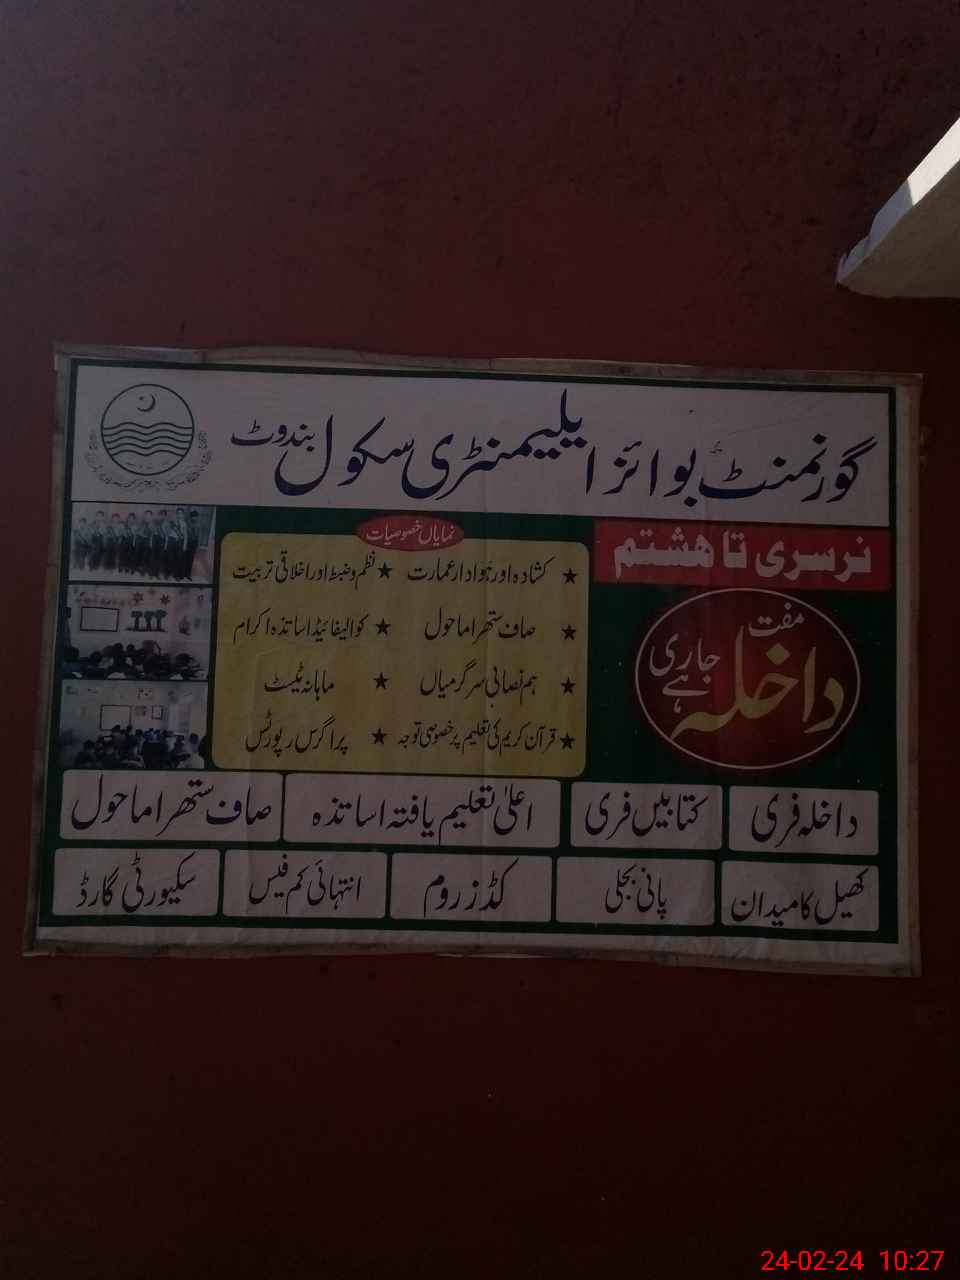 گورنمنٹ بوائز ایلیمنٹری سکول بندوٹ
نرسری تا ہشتم
مفت
داخلہ
جاری ہے
نمایاں خصوصیات
★ کشادہ اور ہوادار عمارت ★ نظم و ضبط اور اخلاقی تربیت
★ صاف ستھرا ماحول ★ کوالیفائیڈ اساتذہ اکرام
★ ہم نصابی سرگرمیاں ★ ماہانہ ٹیسٹ
★ قرآن کریم کی تعلیم پر خصوصی توجہ ★ پراگرس رپورٹس
داخلہ فری کتابیں فری اعلیٰ تعلیم یافتہ اساتذہ صاف ستھرا ماحول
کھیل کا میدان پانی بجلی کڈز روم انتہائی کم فیس سکیورٹی گارڈ
24-02-24 10:27